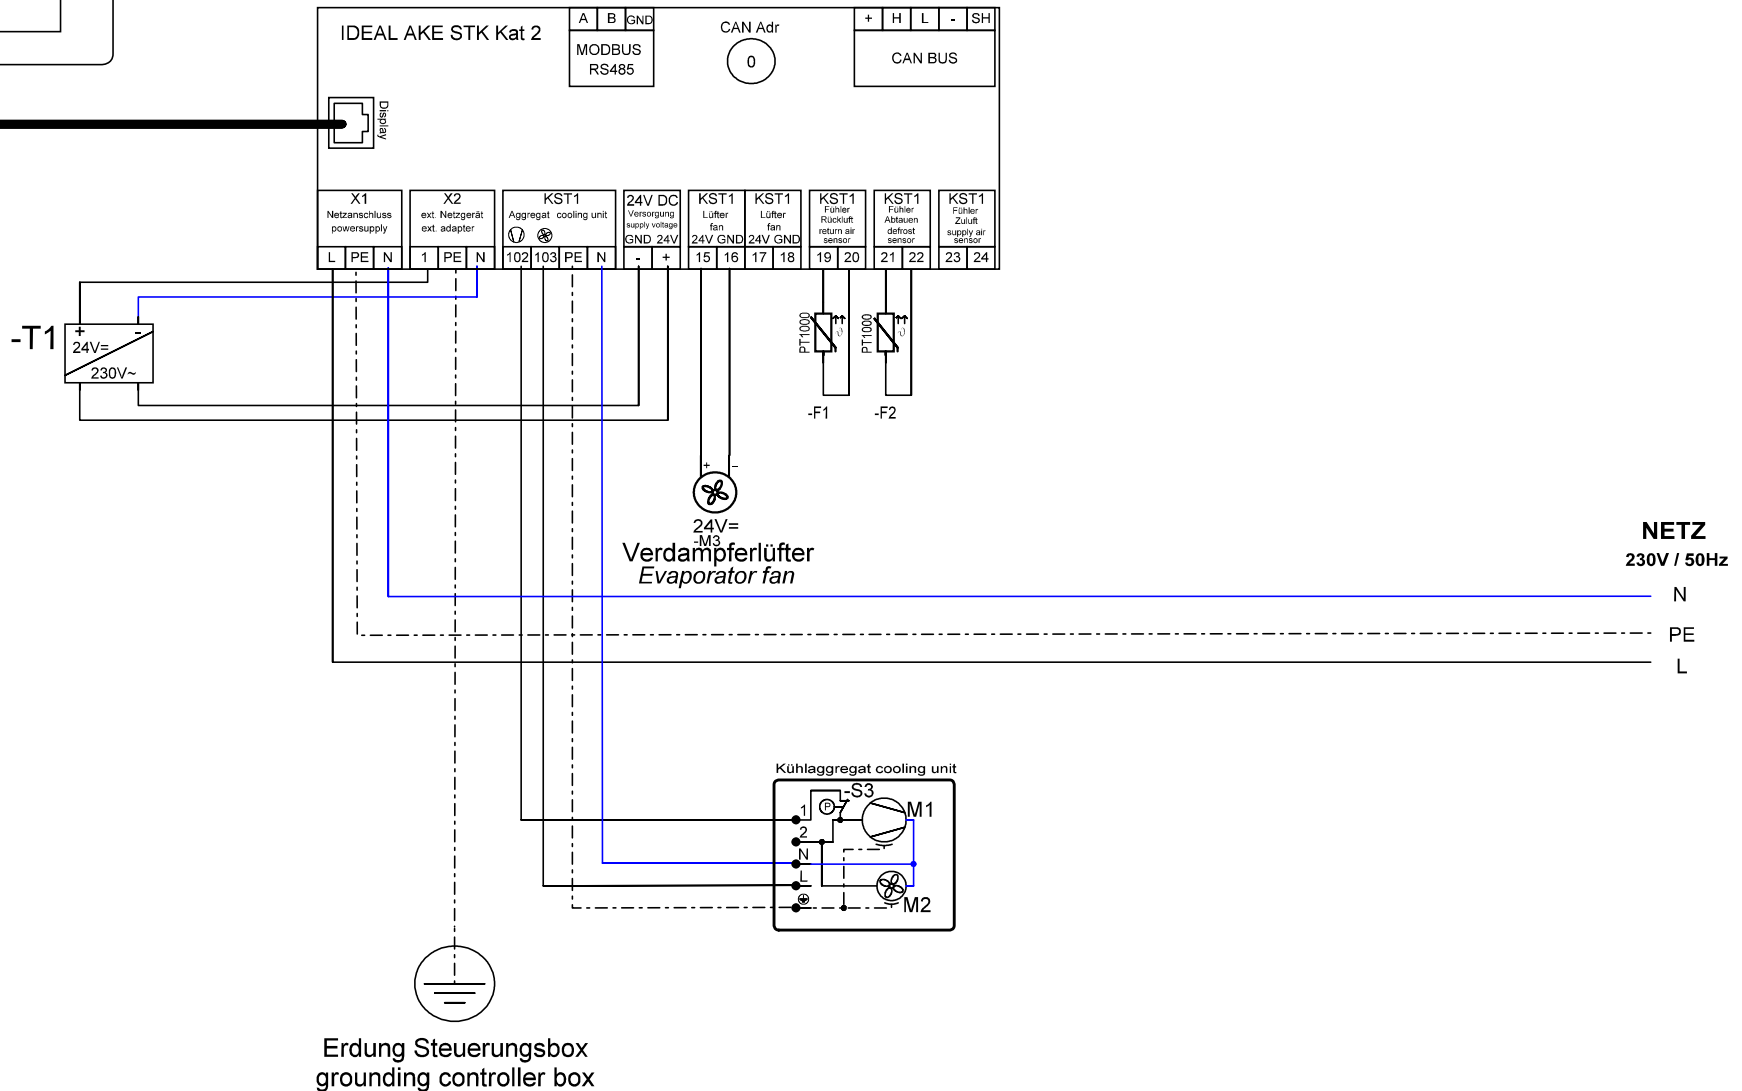 IDEAL AKE STK Kat 2
A B GND
MODBUS
RS485
CAN Adr
0
+ H L - SH
CAN BUS
Display
X1
Netzanschluss
powersupply
L PE N
X2
ext. Netzgerät
ext. adapter
1 PE N
KST1
Aggregat cooling unit
102 103 PE N
24V DC
Versorgung
supply voltage
GND 24V
- +
KST1
Lüfter
fan
24V GND
15 16
KST1
Lüfter
fan
24V GND
17 18
KST1
Fühler
Rückluft
return air
sensor
19 20
KST1
Fühler
Abtauen
defrost
sensor
21 22
KST1
Fühler
Zuluft
supply air
sensor
23 24
-T1
+ -
24V=
230V~
PT1000
ϑ
-F1
PT1000
ϑ
-F2
+ –
24V=
-M3
Verdampferlüfter
Evaporator fan
NETZ
230V / 50Hz
N
PE
L
Kühlaggregat cooling unit
-S3
P
1
M1
2
N
L
M2
Erdung Steuerungsbox
grounding controller box